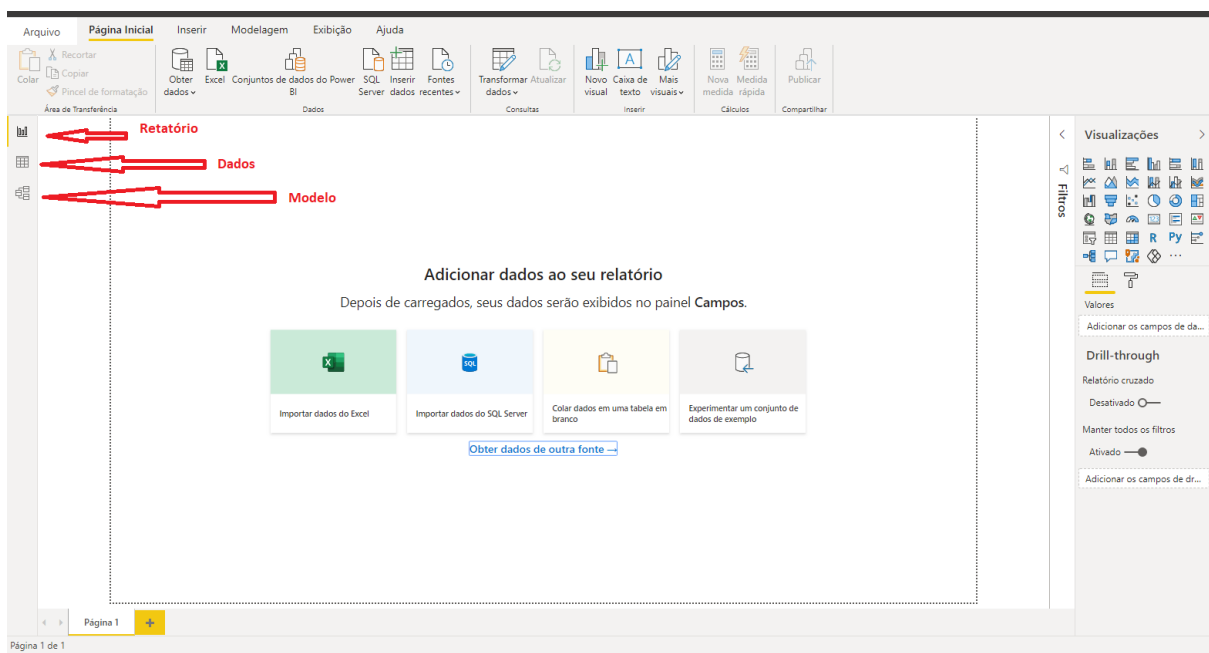 Arquivo Página Inicial Inserir Modelagem Exibição Ajuda
Colar
Recortar
Copiar
Pincel de formatação
Área de Transferência
Obter dados
Excel
Conjuntos de dados do Power BI
SQL Server
Inserir dados
Fontes recentes
Dados
Transformar dados
Atualizar
Consultas
Novo visual
Caixa de texto
Mais visuais
Inserir
Nova medida
Medida rápida
Cálculos
Publicar
Compartilhar
Retatório
Dados
Modelo
Adicionar dados ao seu relatório
Depois de carregados, seus dados serão exibidos no painel Campos.
Importar dados do Excel
SQL
Importar dados do SQL Server
Colar dados em uma tabela em
branco
Experimentar um conjunto de
dados de exemplo
Obter dados de outra fonte →
Filtros
Visualizações
R Py
Valores
Adicionar os campos de da...
Drill-through
Relatório cruzado
Desativado
Manter todos os filtros
Ativado
Adicionar os campos de dr...
Página 1
Página 1 de 1